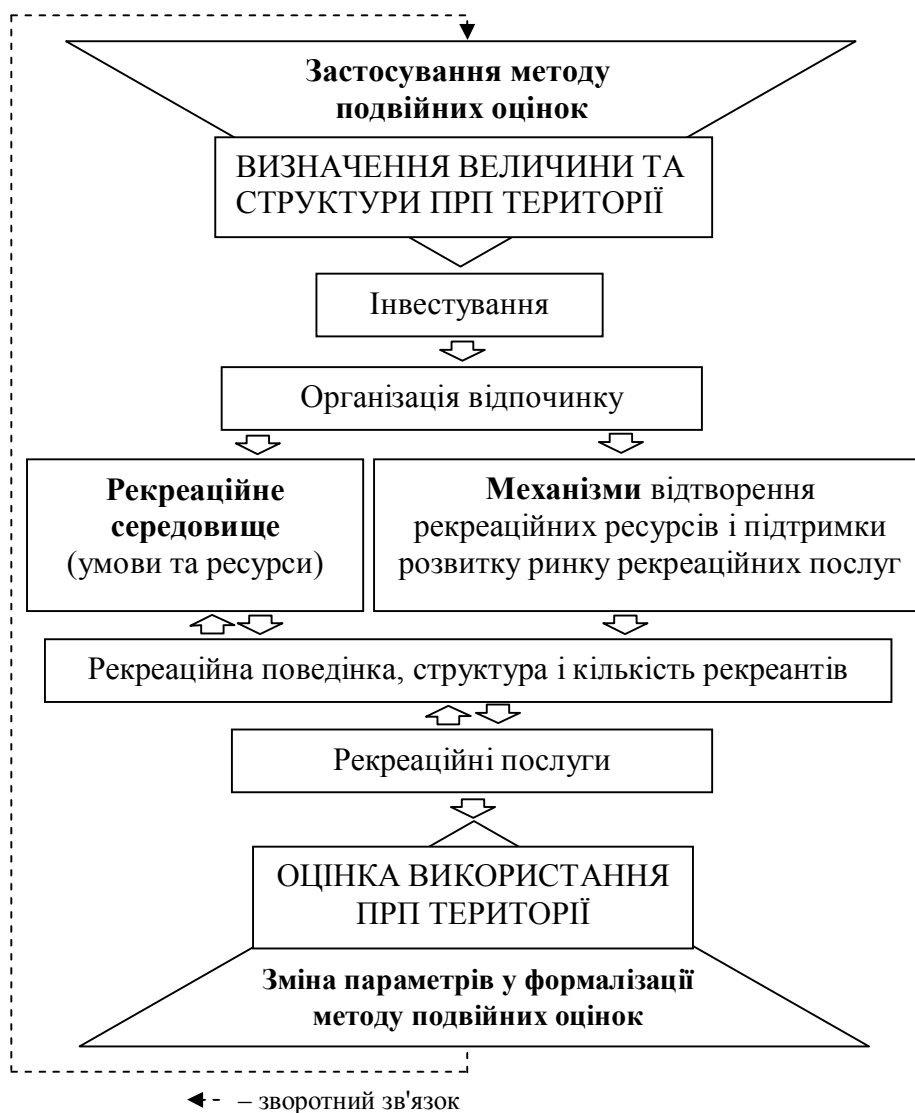 Застосування методу
подвійних оцінок
ВИЗНАЧЕННЯ ВЕЛИЧИНИ ТА
СТРУКТУРИ ПРП ТЕРИТОРІЇ
Інвестування
Організація відпочинку
Рекреаційне
середовище
(умови та ресурси)
Механізми відтворення
рекреаційних ресурсів і підтримки
розвитку ринку рекреаційних послуг
Рекреаційна поведінка, структура і кількість рекреантів
Рекреаційні послуги
ОЦІНКА ВИКОРИСТАННЯ
ПРП ТЕРИТОРІЇ
Зміна параметрів у формалізації
методу подвійних оцінок
– зворотний зв'язок